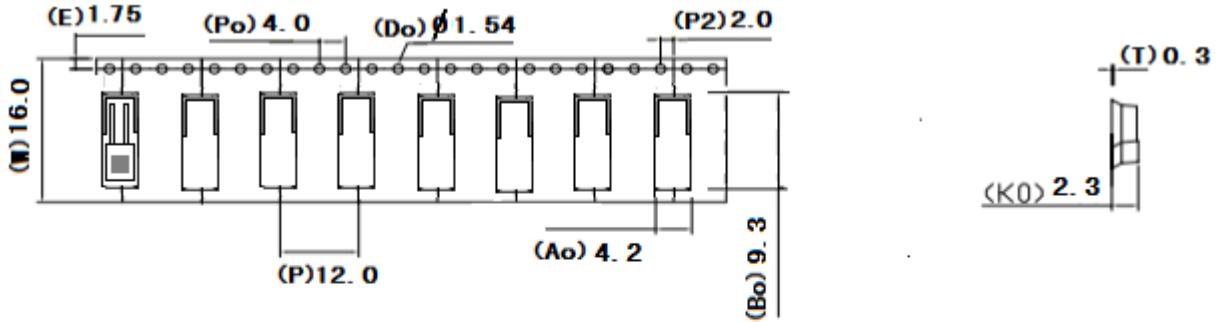 (E)1.75
(Po)4.0
(Do)Ø1.54
(P2)2.0
(T)0.3
(W)16.0
(K0)2.3
(Ao)4.2
(Bo)9.3
(P)12.0